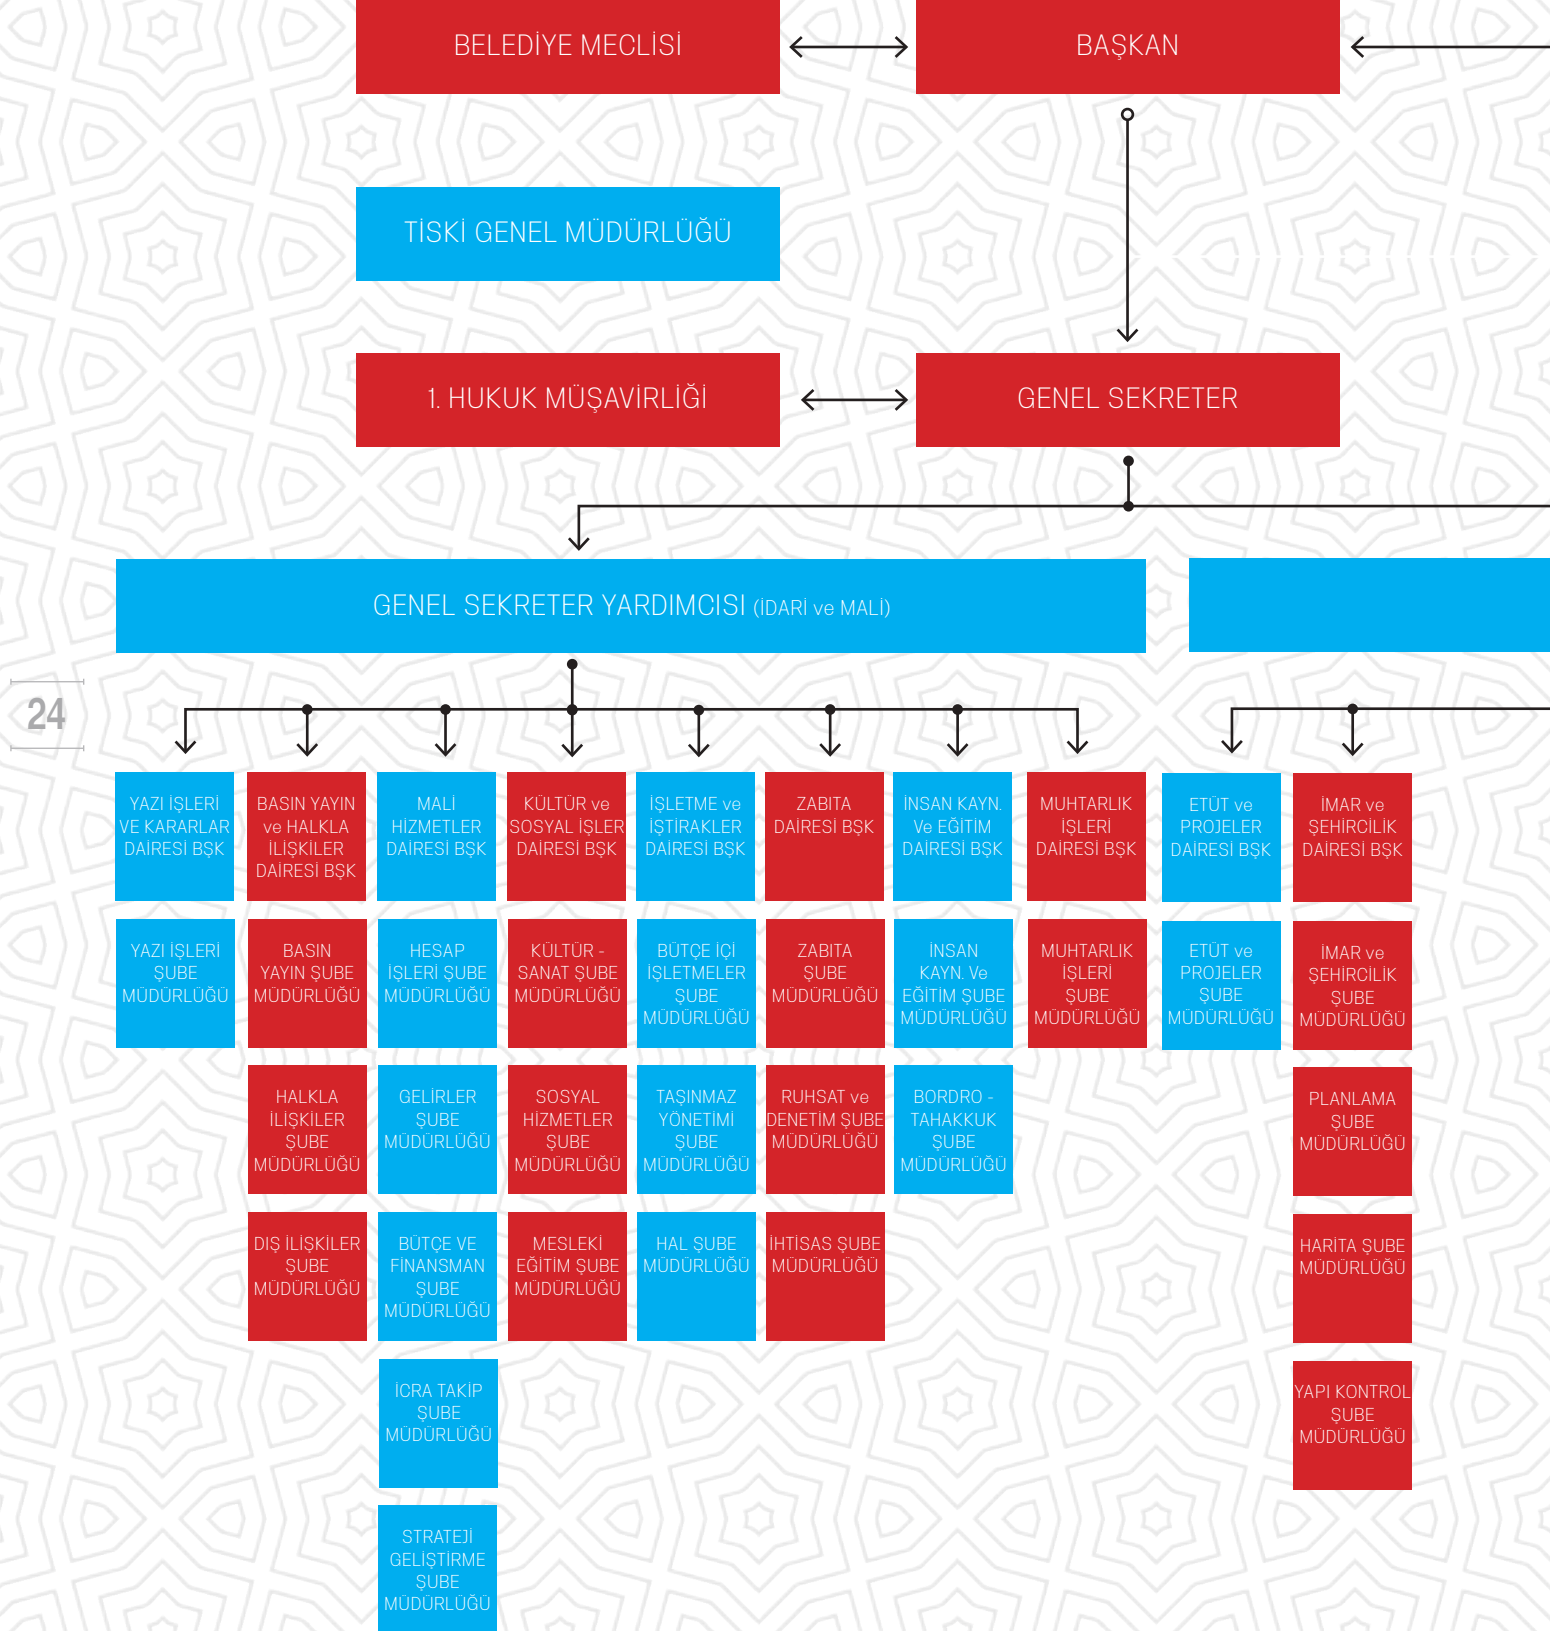 BELEDİYE MECLİSİ
BAŞKAN
TİSKİ GENEL MÜDÜRLÜĞÜ
1. HUKUK MÜŞAVİRLİĞİ
GENEL SEKRETER
GENEL SEKRETER YARDIMCISI (İDARİ ve MALİ)
24
YAZI İŞLERİ
VE KARARLAR
DAİRESİ BŞK
BASIN YAYIN
ve HALKLA
İLİŞKİLER
DAİRESİ BŞK
MALİ
HİZMETLER
DAİRESİ BŞK
KÜLTÜR ve
SOSYAL İŞLER
DAİRESİ BŞK
İŞLETME ve
İŞTİRAKLER
DAİRESİ BŞK
ZABITA
DAİRESİ BŞK
İNSAN KAYN.
Ve EĞİTİM
DAİRESİ BŞK
MUHTARLIK
İŞLERİ
DAİRESİ BŞK
ETÜT ve
PROJELER
DAİRESİ BŞK
İMAR ve
ŞEHİRCİLİK
DAİRESİ BŞK
YAZI İŞLERİ
ŞUBE
MÜDÜRLÜĞÜ
BASIN
YAYIN ŞUBE
MÜDÜRLÜĞÜ
HESAP
İŞLERİ ŞUBE
MÜDÜRLÜĞÜ
KÜLTÜR -
SANAT ŞUBE
MÜDÜRLÜĞÜ
BÜTÇE İÇİ
İŞLETMELER
ŞUBE
MÜDÜRLÜĞÜ
ZABITA
ŞUBE
MÜDÜRLÜĞÜ
İNSAN
KAYN. Ve
EĞİTİM ŞUBE
MÜDÜRLÜĞÜ
MUHTARLIK
İŞLERİ
ŞUBE
MÜDÜRLÜĞÜ
ETÜT ve
PROJELER
ŞUBE
MÜDÜRLÜĞÜ
İMAR ve
ŞEHİRCİLİK
ŞUBE
MÜDÜRLÜĞÜ
HALKLA
İLİŞKİLER
ŞUBE
MÜDÜRLÜĞÜ
GELİRLER
ŞUBE
MÜDÜRLÜĞÜ
SOSYAL
HİZMETLER
ŞUBE
MÜDÜRLÜĞÜ
TAŞINMAZ
YÖNETİMİ
ŞUBE
MÜDÜRLÜĞÜ
RUHSAT ve
DENETİM ŞUBE
MÜDÜRLÜĞÜ
BORDRO -
TAHAKKUK
ŞUBE
MÜDÜRLÜĞÜ
PLANLAMA
ŞUBE
MÜDÜRLÜĞÜ
DIŞ İLİŞKİLER
ŞUBE
MÜDÜRLÜĞÜ
BÜTÇE VE
FİNANSMAN
ŞUBE
MÜDÜRLÜĞÜ
MESLEKİ
EĞİTİM ŞUBE
MÜDÜRLÜĞÜ
HAL ŞUBE
MÜDÜRLÜĞÜ
İHTİSAS ŞUBE
MÜDÜRLÜĞÜ
HARİTA ŞUBE
MÜDÜRLÜĞÜ
İCRA TAKİP
ŞUBE
MÜDÜRLÜĞÜ
YAPI KONTROL
ŞUBE
MÜDÜRLÜĞÜ
STRATEJİ
GELİŞTİRME
ŞUBE
MÜDÜRLÜĞÜ